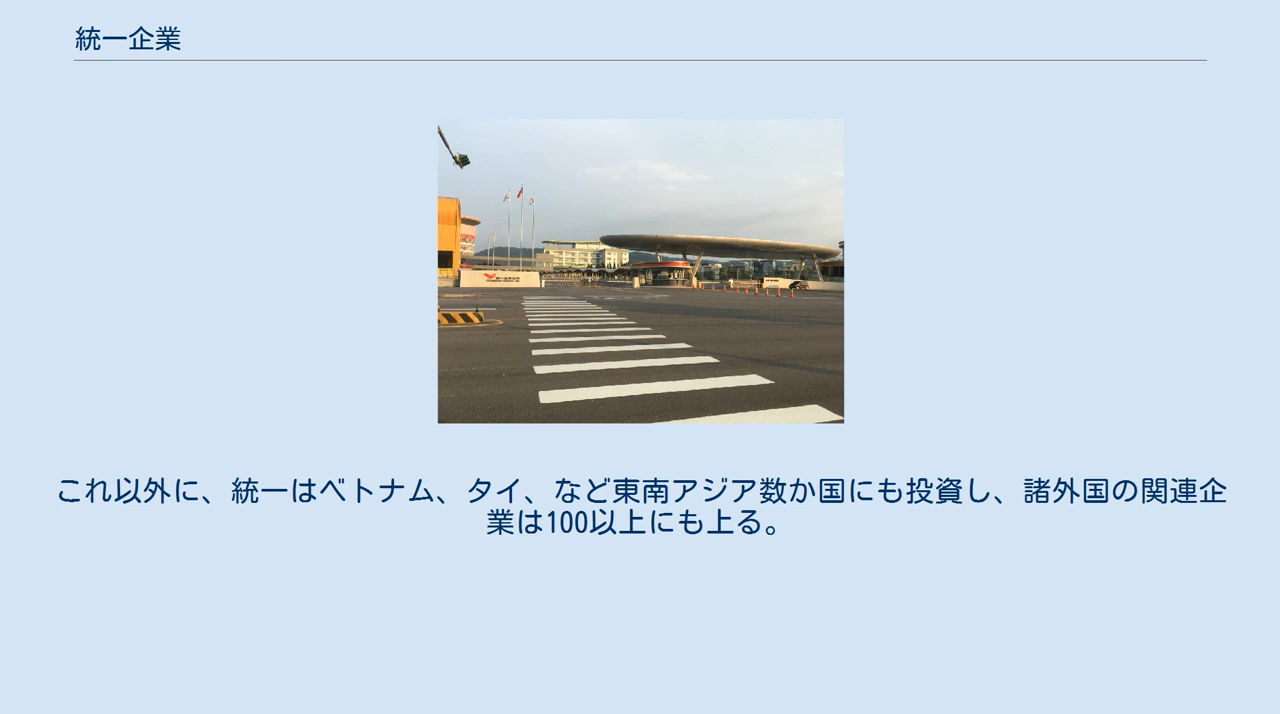 統一企業
これ以外に、統一はベトナム、タイ、など東南アジア数か国にも投資し、諸外国の関連企
業は100以上にも上る。